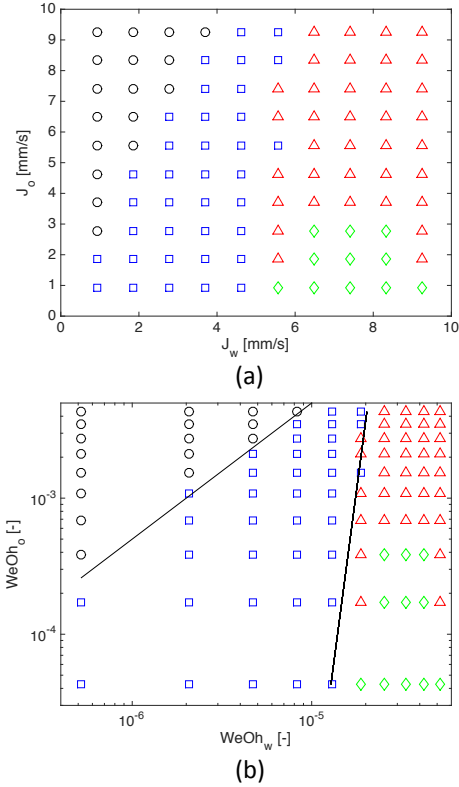 10
9
8
7
6
5
4
3
2
1
0
J_o [mm/s]
0 2 4 6 8 10
J_w [mm/s]
(a)
10^-3
10^-4
WeOh_o [-]
10^-6 10^-5
WeOh_w [-]
(b)